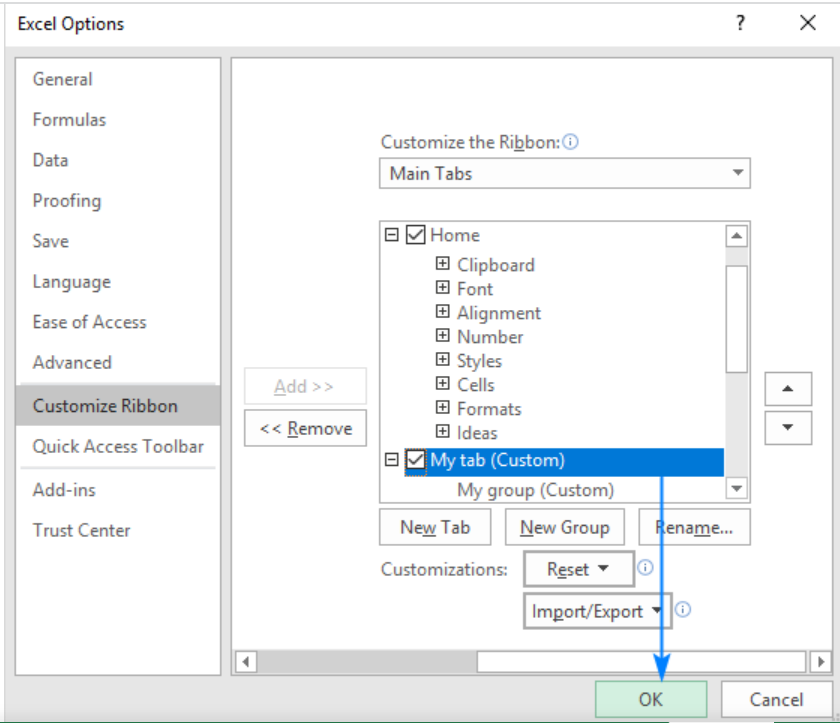 Excel Options
?
General
Formulas
Data
Proofing
Save
Language
Ease of Access
Advanced
Customize Ribbon
Quick Access Toolbar
Add-ins
Trust Center
Add >>
<< Remove
Customize the Ribbon:
Main Tabs
Home
Clipboard
Font
Alignment
Number
Styles
Cells
Formats
Ideas
My tab (Custom)
My group (Custom)
New Tab New Group Rename...
Customizations: Reset
Import/Export
OK Cancel